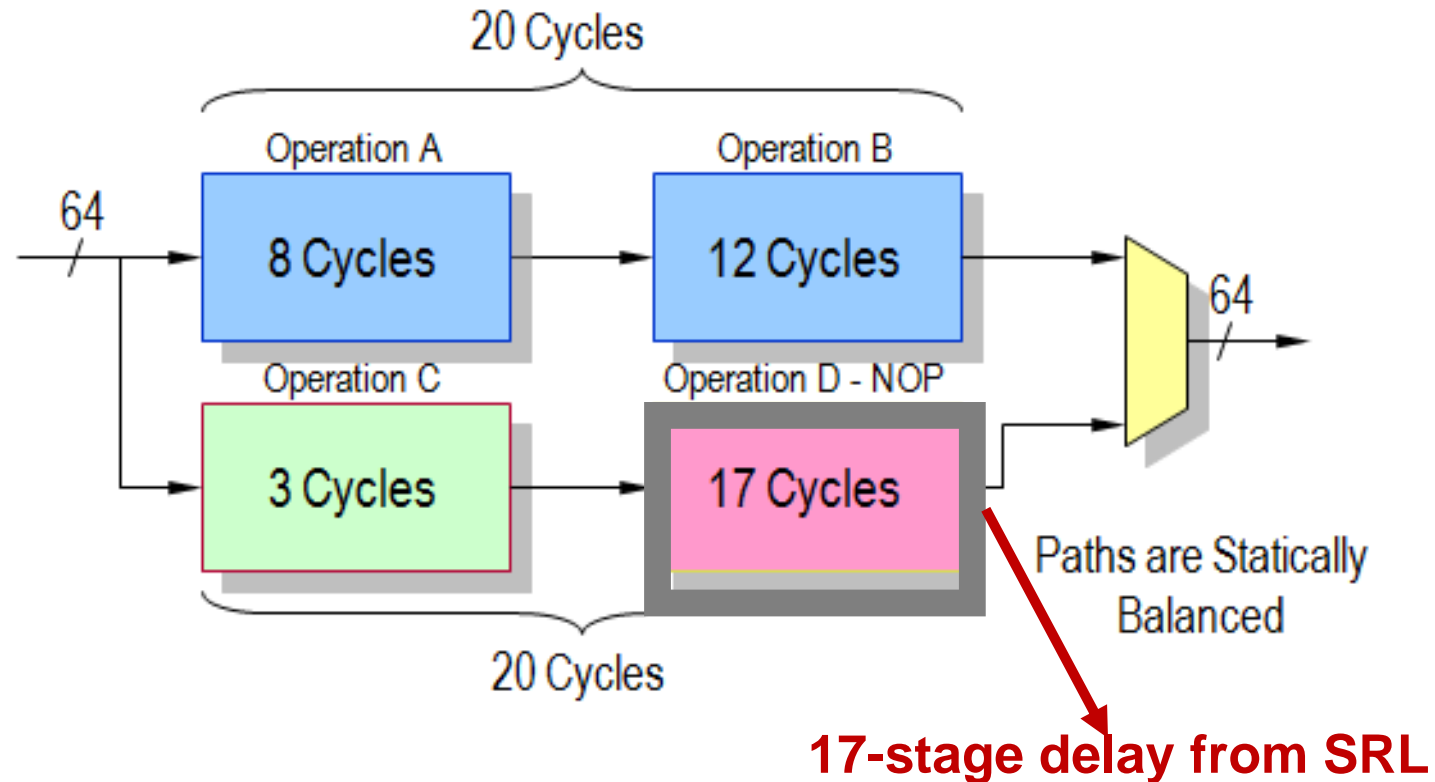 20 Cycles
Operation A
Operation B
64
8 Cycles
12 Cycles
64
Operation C
Operation D - NOP
3 Cycles
17 Cycles
Paths are Statically
Balanced
20 Cycles
17-stage delay from SRL